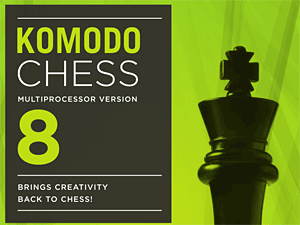 KOMODO
CHESS
MULTIPROCESSOR VERSION
8
BRINGS CREATIVITY
BACK TO CHESS!